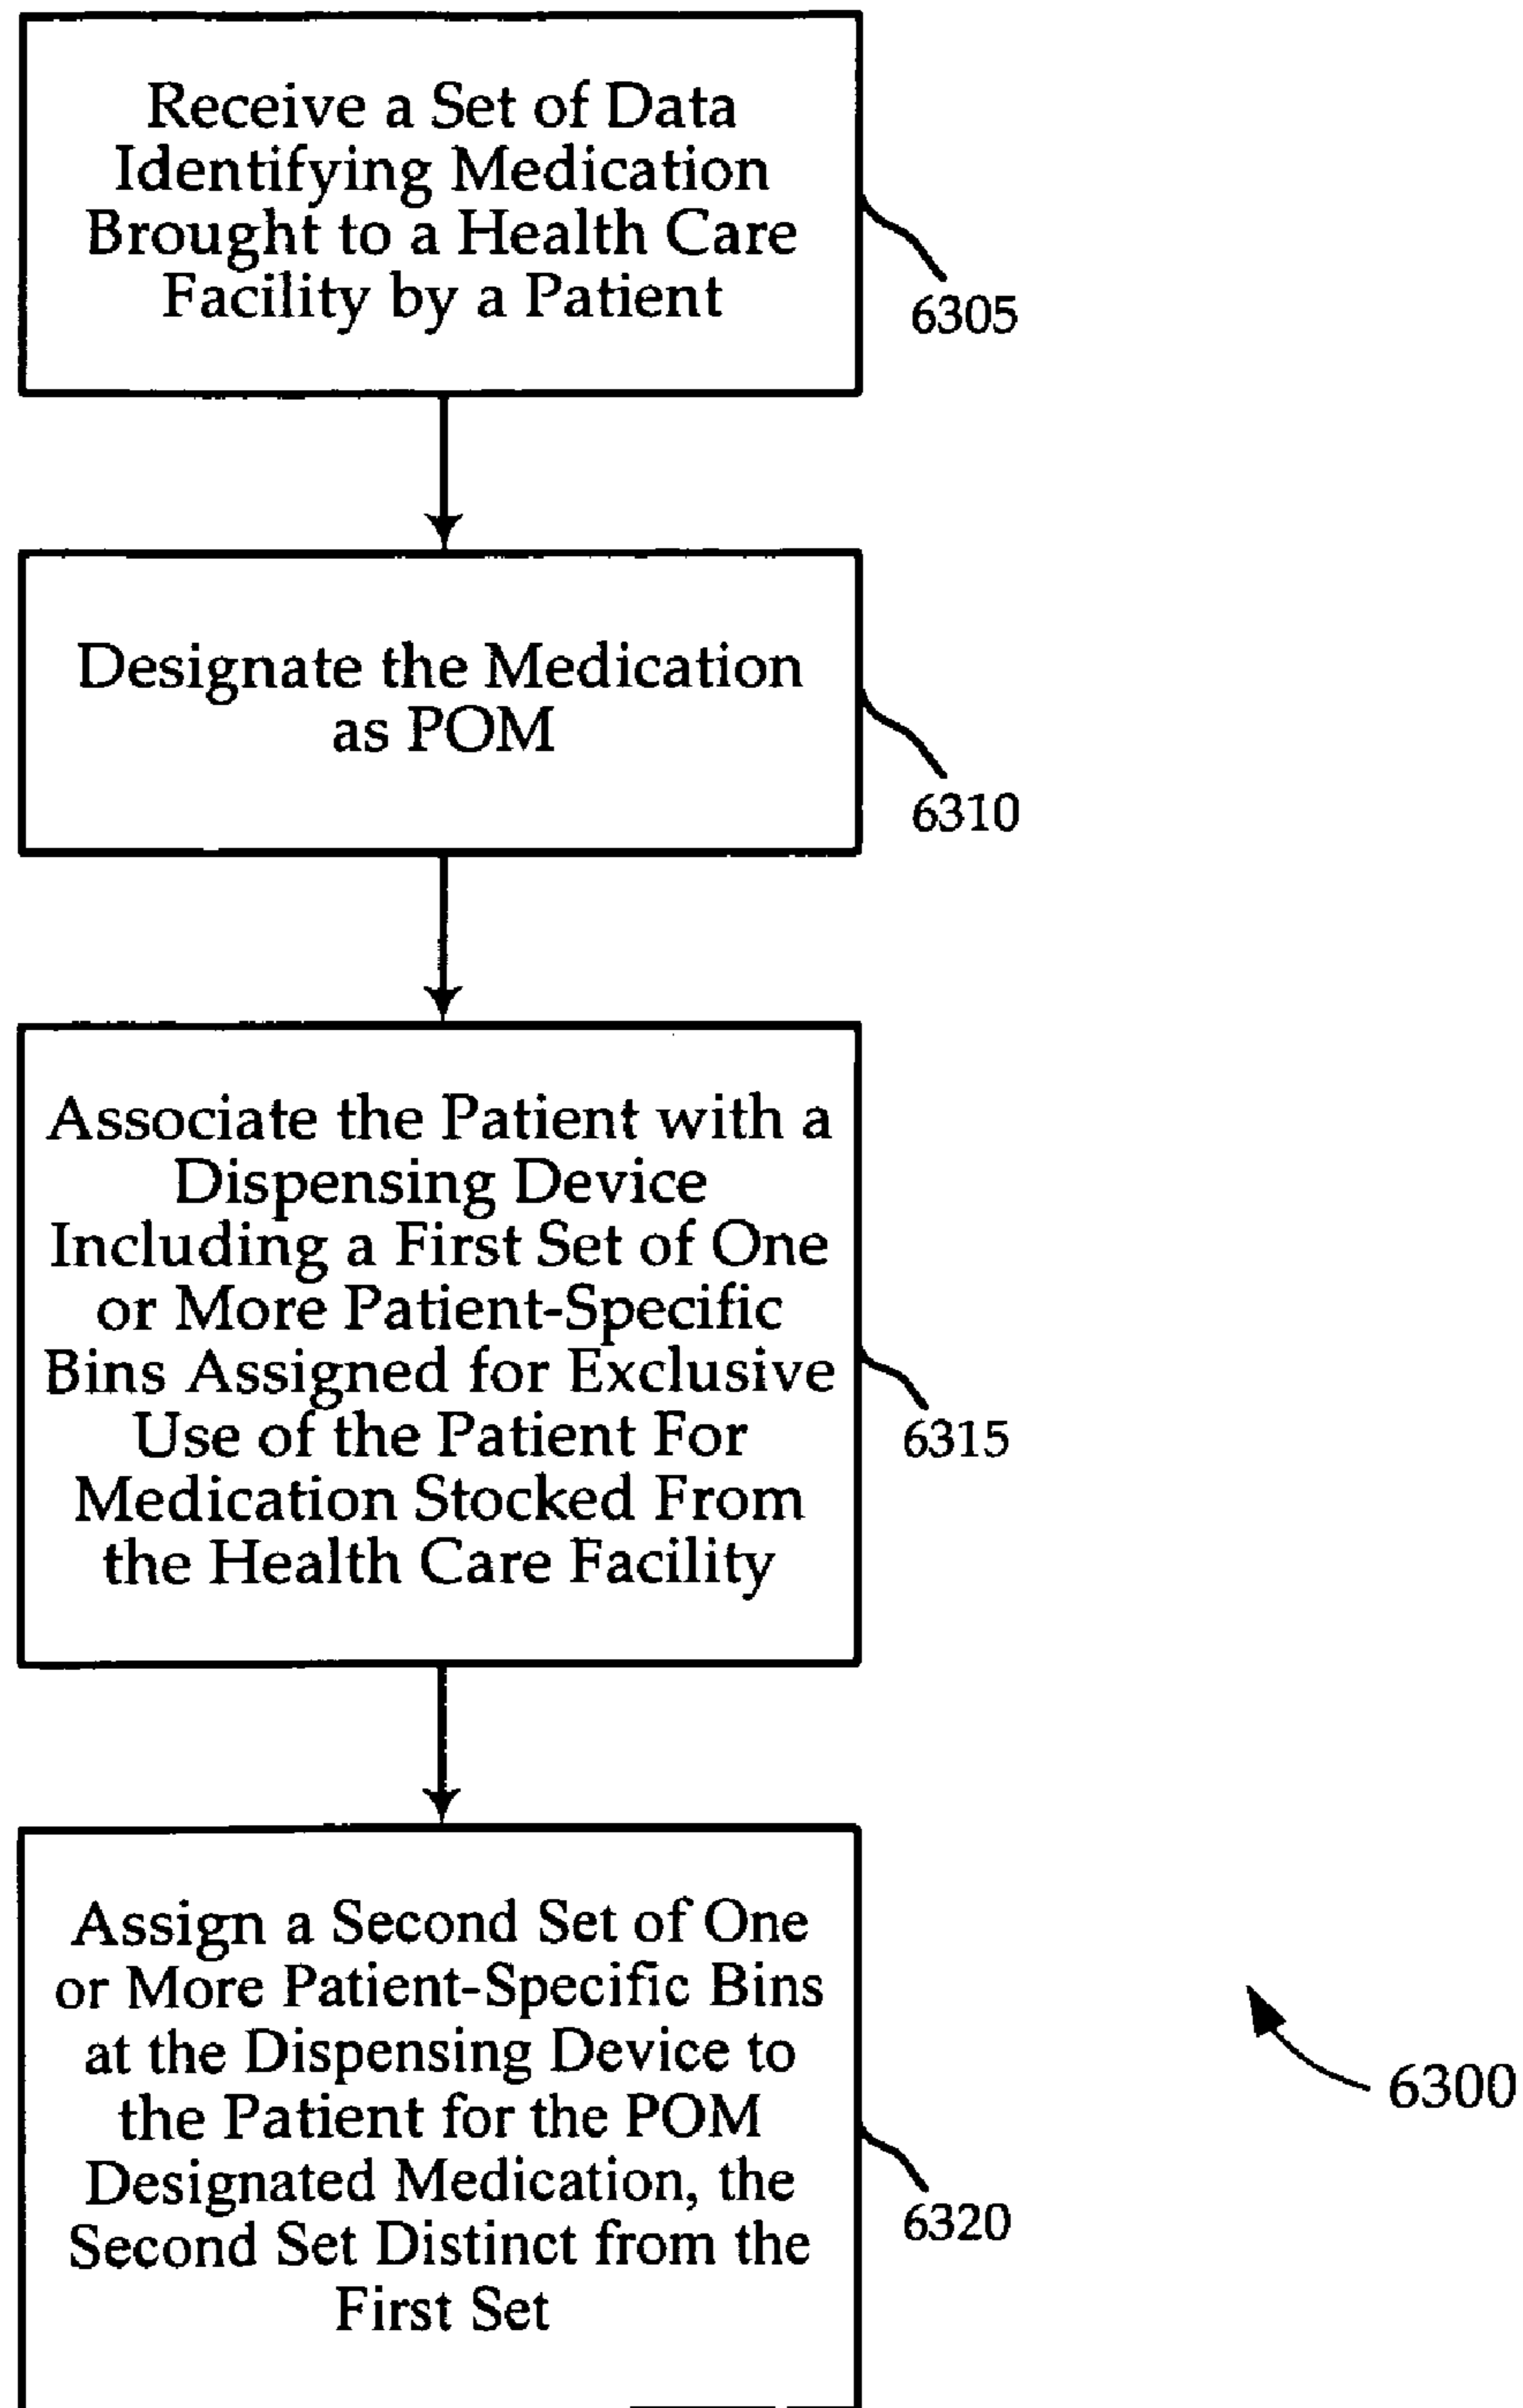 Receive a Set of Data
Identifying Medication
Brought to a Health Care
Facility by a Patient
6305
Designate the Medication
as POM
6310
Associate the Patient with a
Dispensing Device
Including a First Set of One
or More Patient-Specific
Bins Assigned for Exclusive
Use of the Patient For
Medication Stocked From
the Health Care Facility
6315
Assign a Second Set of One
or More Patient-Specific Bins
at the Dispensing Device to
the Patient for the POM
Designated Medication, the
Second Set Distinct from the
First Set
6320
6300